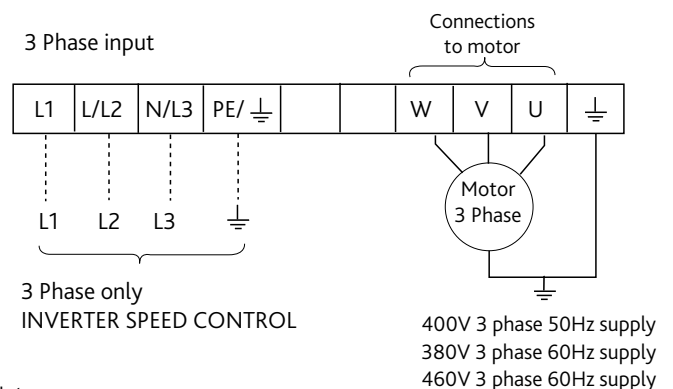 3 Phase input
Connections
to motor
L1 L/L2 N/L3 PE/ W V U
L1 L2 L3
Motor
3 Phase
3 Phase only
INVERTER SPEED CONTROL
400V 3 phase 50Hz supply
380V 3 phase 60Hz supply
460V 3 phase 60Hz supply